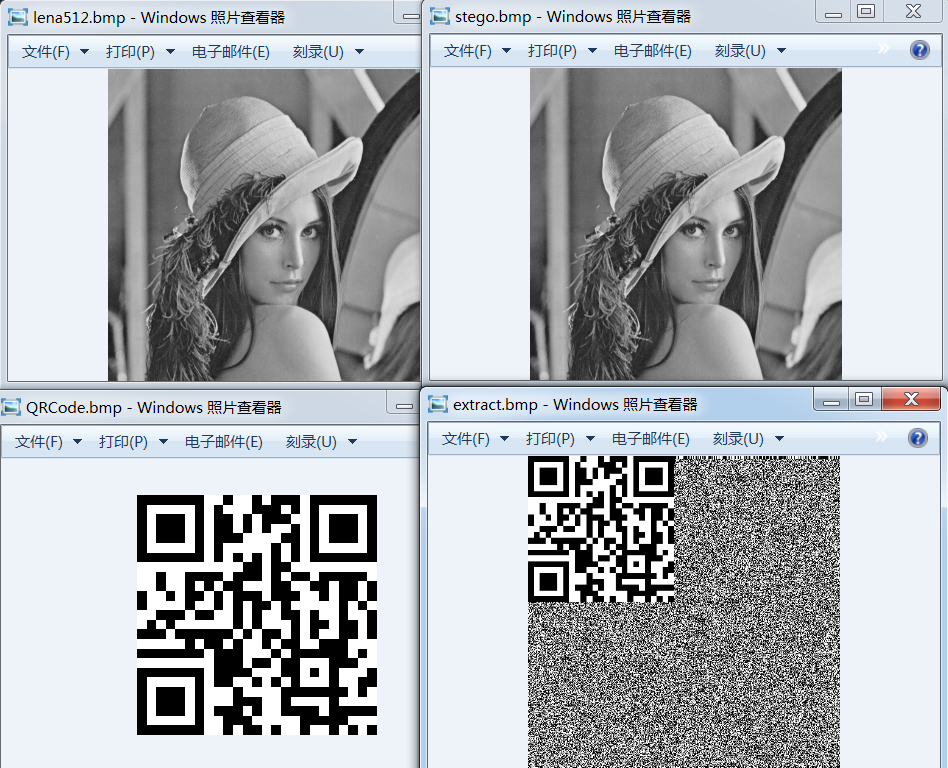 lena512.bmp - Windows 照片查看器
文件(F) 打印(P) 电子邮件(E) 刻录(U)
stego.bmp - Windows 照片查看器
文件(F) 打印(P) 电子邮件(E) 刻录(U) » ?
QRCode.bmp - Windows 照片查看器
文件(F) 打印(P) 电子邮件(E) 刻录(U)
extract.bmp - Windows 照片查看器
文件(F) 打印(P) 电子邮件(E) 刻录(U) » ?